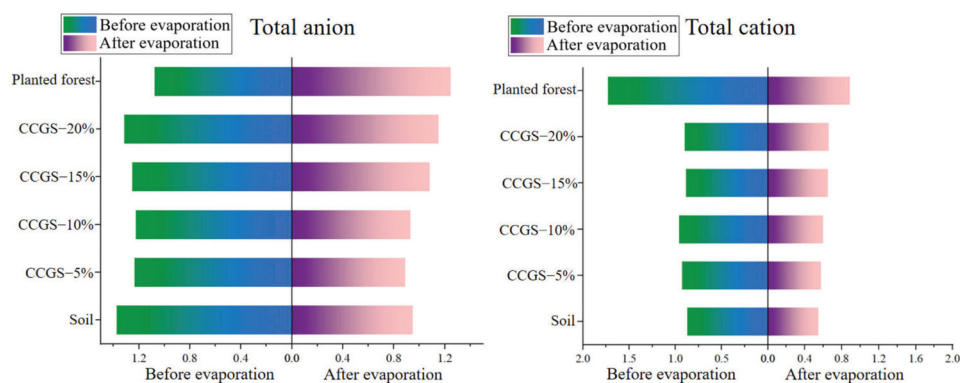 Before evaporation
After evaporation
Total anion
Planted forest
CCGS−20%
CCGS−15%
CCGS−10%
CCGS−5%
Soil
1.2 0.8 0.4 0.0 0.4 0.8 1.2
Before evaporation After evaporation
Before evaporation
After evaporation
Total cation
Planted forest
CCGS−20%
CCGS−15%
CCGS−10%
CCGS−5%
Soil
2.0 1.5 1.0 0.5 0.0 0.4 0.8 1.2 1.6 2.0
Before evaporation After evaporation